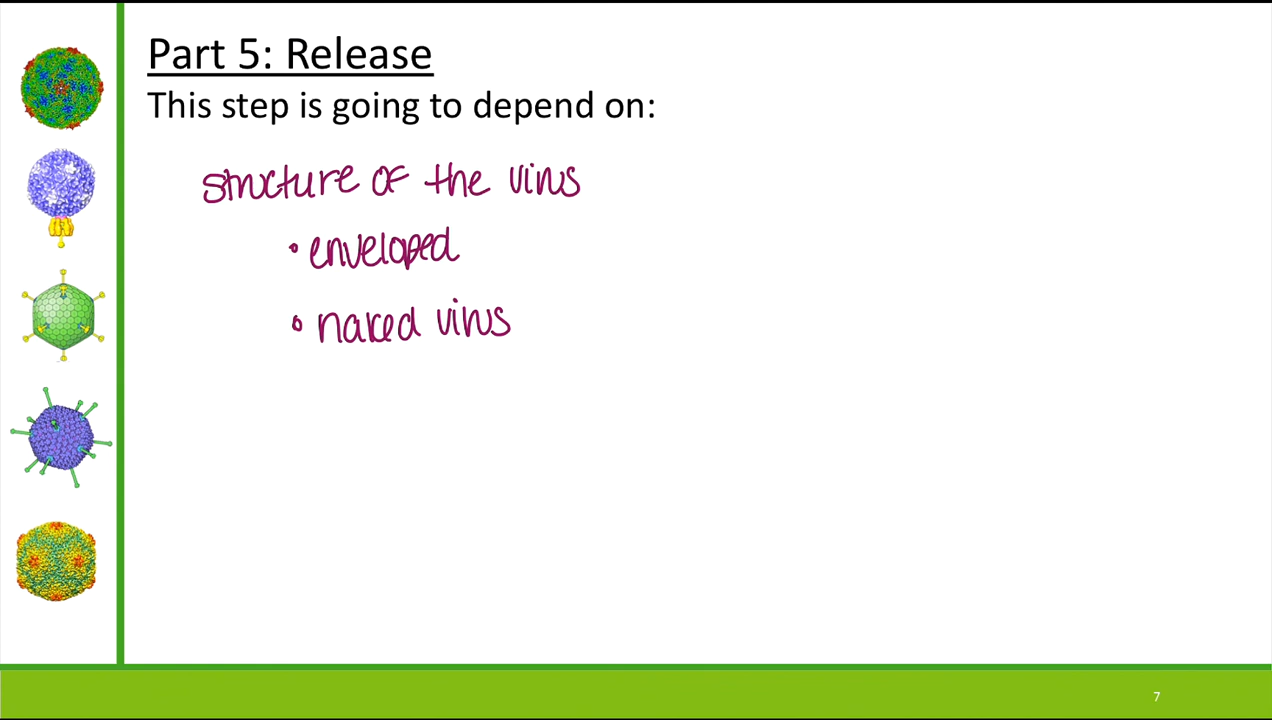 Part 5: Release
This step is going to depend on:
structure of the virus
• enveloped
• naked virus
7